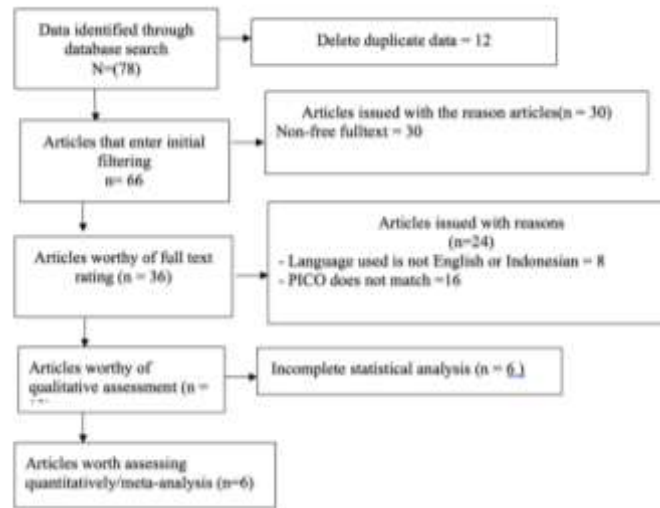 Data identified through
database search
N=(78)
Delete duplicate data = 12
Articles that enter initial
filtering
n= 66
Articles issued with the reason articles(n = 30)
Non-free fulltext = 30
Articles worthy of full text
rating (n = 36)
Articles issued with reasons
(n=24)
- Language used is not English or Indonesian = 8
- PICO does not match =16
Articles worthy of
qualitative assessment (n =
Incomplete statistical analysis (n = 6 )
Articles worth assessing
quantitatively/meta-analysis (n=6)